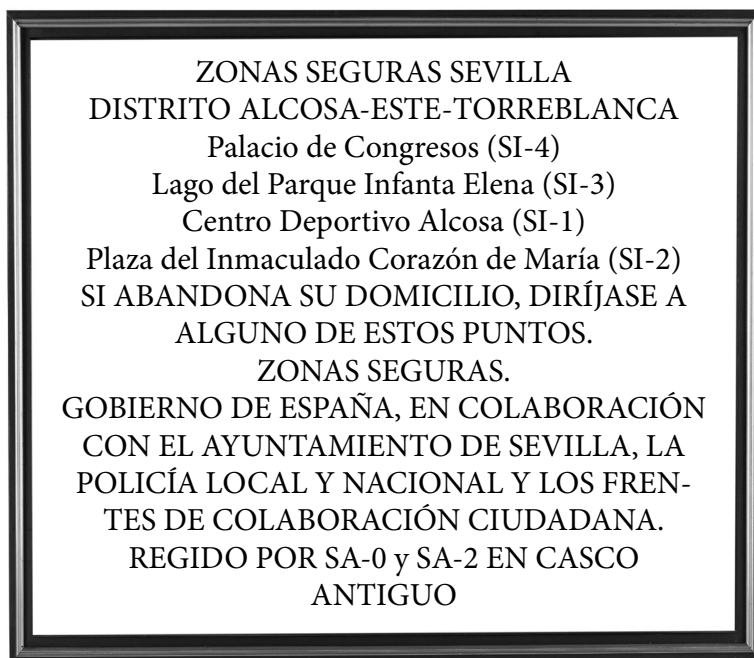 ZONAS SEGURAS SEVILLA
DISTRITO ALCOSA-ESTE-TORREBLANCA
Palacio de Congresos (SI-4)
Lago del Parque Infanta Elena (SI-3)
Centro Deportivo Alcosa (SI-1)
Plaza del Inmaculado Corazón de María (SI-2)
SI ABANDONA SU DOMICILIO, DIRÍJASE A
ALGUNO DE ESTOS PUNTOS.
ZONAS SEGURAS.
GOBIERNO DE ESPAÑA, EN COLABORACIÓN
CON EL AYUNTAMIENTO DE SEVILLA, LA
POLICÍA LOCAL Y NACIONAL Y LOS FREN-
TES DE COLABORACIÓN CIUDADANA.
REGIDO POR SA-0 y SA-2 EN CASCO
ANTIGUO